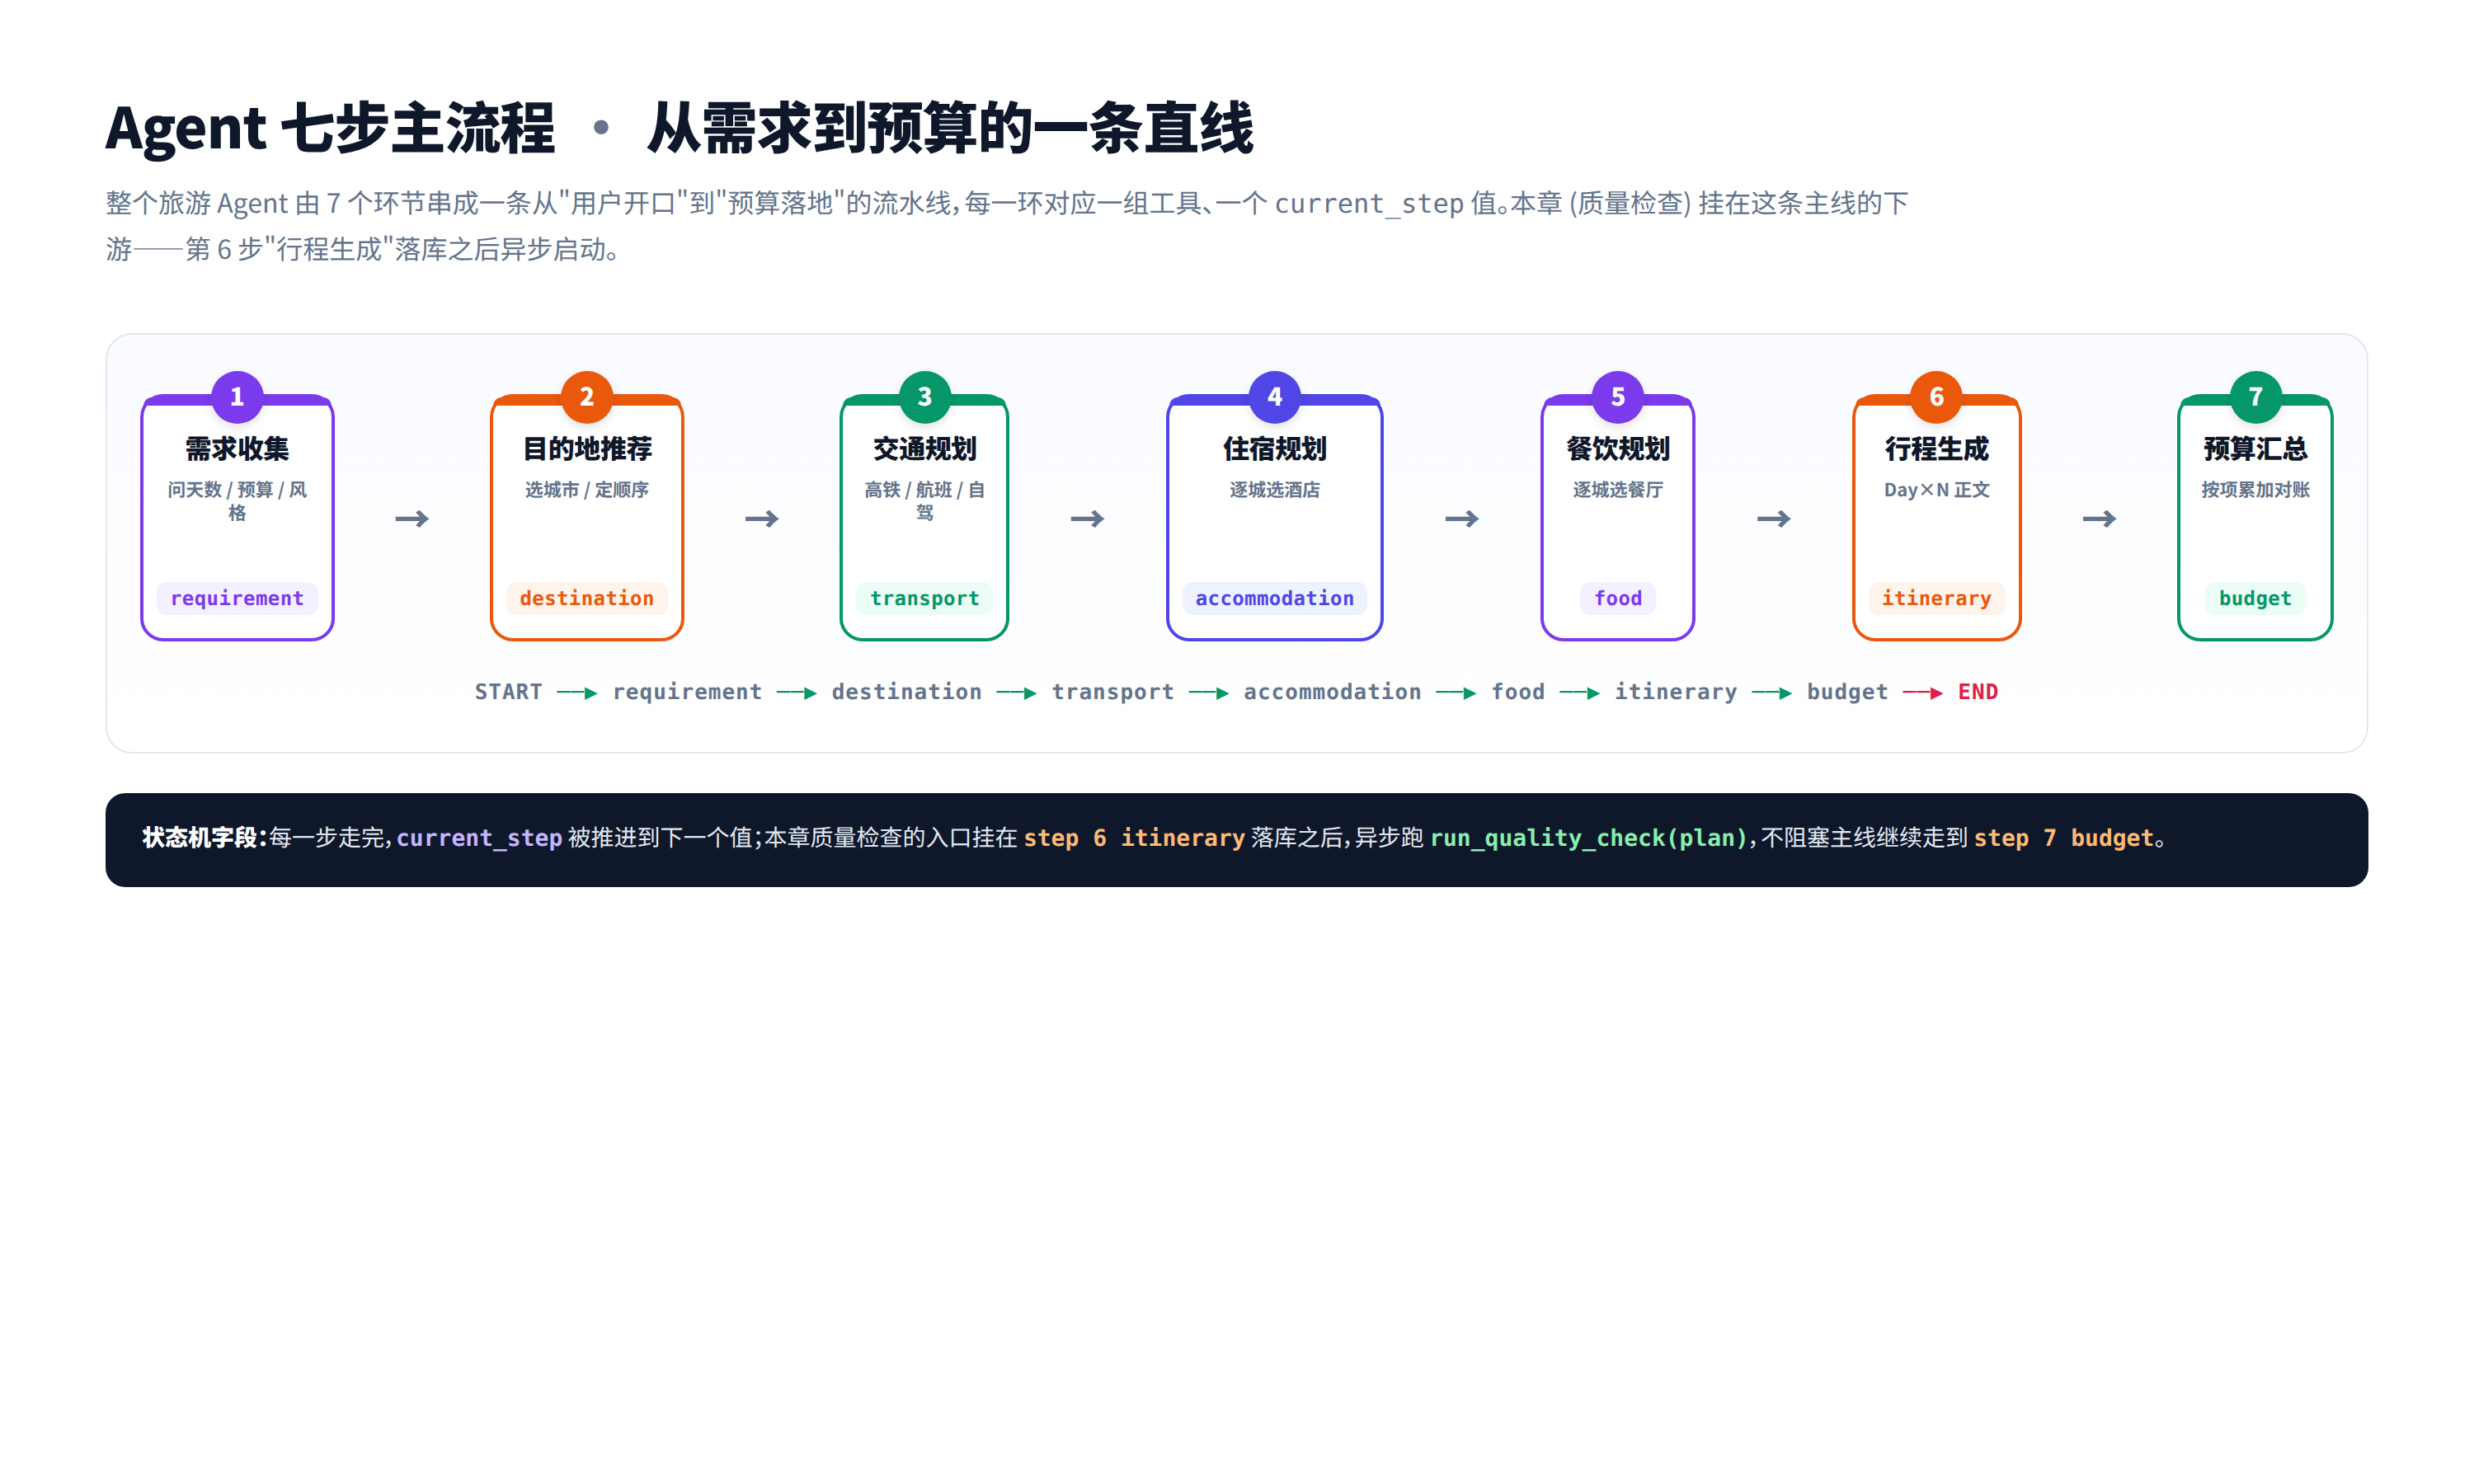 Agent 七步主流程 • 从需求到预算的一条直线
整个旅游 Agent 由 7 个环节串成一条从"用户开口"到"预算落地"的流水线，每一环对应一组工具、一个 current_step 值。本章 (质量检查) 挂在这条主线的下
游——第 6 步"行程生成"落库之后异步启动。
1
需求收集
问天数 / 预算 / 风
格
requirement
→
2
目的地推荐
选城市 / 定顺序
destination
→
3
交通规划
高铁 / 航班 / 自
驾
transport
→
4
住宿规划
逐城选酒店
accommodation
→
5
餐饮规划
逐城选餐厅
food
→
6
行程生成
Day×N 正文
itinerary
→
7
预算汇总
按项累加对账
budget
START ──▶ requirement ──▶ destination ──▶ transport ──▶ accommodation ──▶ food ──▶ itinerary ──▶ budget ──▶ END
状态机字段：每一步走完，current_step 被推进到下一个值；本章质量检查的入口挂在 step 6 itinerary 落库之后，异步跑 run_quality_check(plan)，不阻塞主线继续走到 step 7 budget。